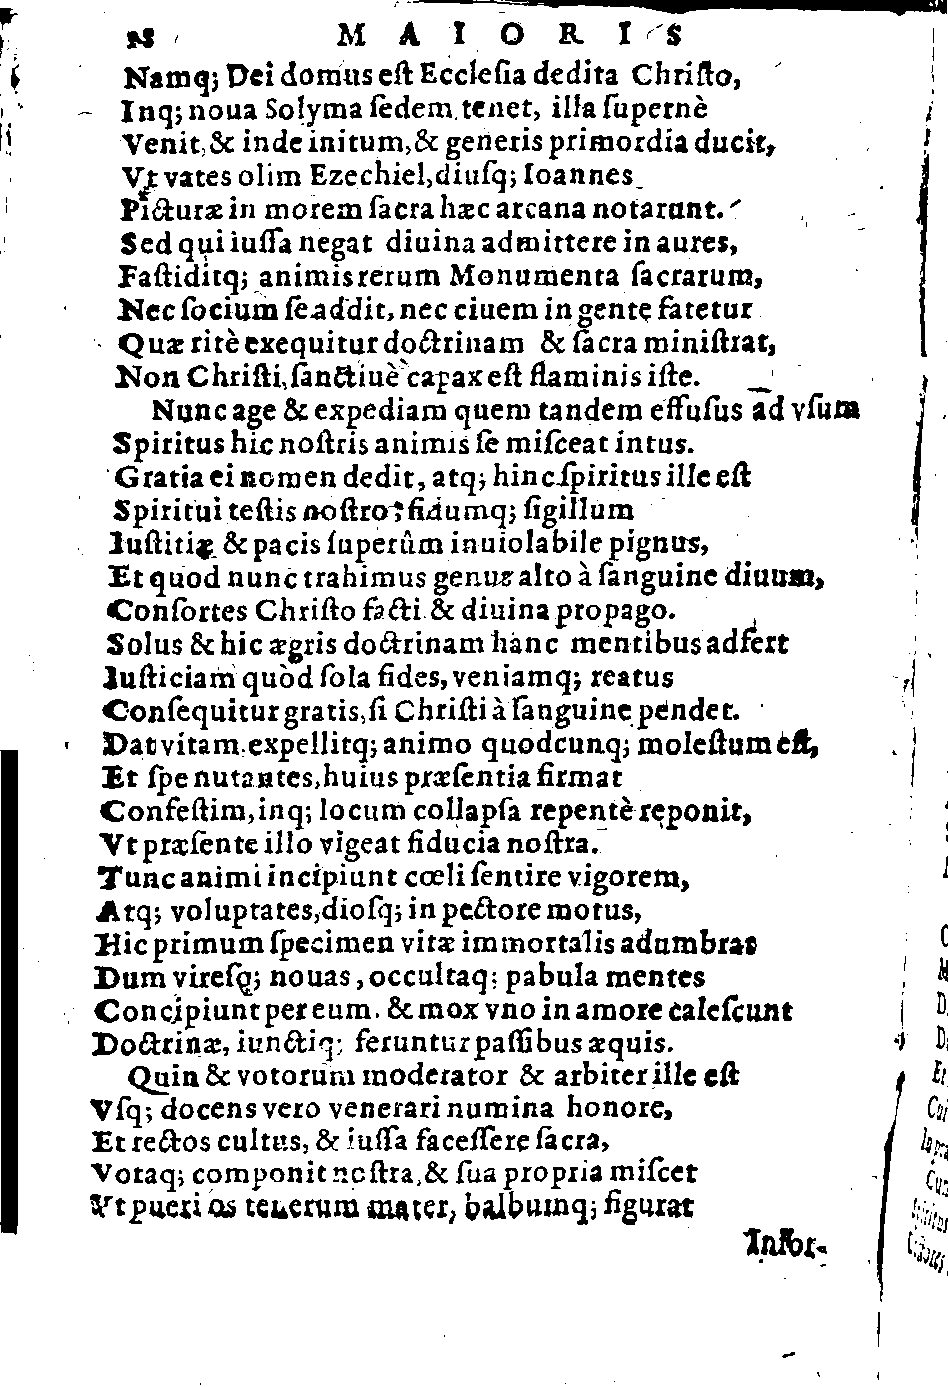 M A I O R I S
Namq; Dei domus eſt Eccleſia dedita Chriſto,
Inq; noua Solyma ſedem tenet, illa ſupernè
Venit, & inde initum, & generis primordia ducit,
Vt vates olim Ezechiel, diuſq; Ioannes
Picturæ in morem ſacra hæc arcana notarunt.
Sed qui iuſſa negat diuina admittere in aures,
Faſtiditq; animis rerum Monumenta ſacrarum,
Nec ſocium ſe addit, nec ciuem in gente fatetur
Quæ ritè exequitur doctrinam & ſacra miniſtrat,
Non Chriſti, ſanctiuè capax eſt flaminis iſte.
Nunc age & expediam quem tandem effuſus ad vſum
Spiritus hic noſtris animis ſe miſceat intus.
Gratia ei nomen dedit, atq; hinc ſpiritus ille eſt
Spiritui teſtis noſtro, fidumq; ſigillum
Iuſtitiæ & pacis ſuperûm inuiolabile pignus,
Et quod nunc trahimus genus alto à ſanguine diuum,
Conſortes Chriſto facti & diuina propago.
Solus & hic ægris doctrinam hanc mentibus adfert
Iuſticiam quòd ſola fides, veniamq; reatus
Conſequitur gratis, ſi Chriſti à ſanguine pendet.
Dat vitam expellitq; animo quodcunq; moleſtum eſt,
Et ſpe nutantes, huius præſentia firmat
Confeſtim, inq; locum collapſa repentè reponit,
Vt præſente illo vigeat fiducia noſtra.
Tunc animi incipiunt cœli ſentire vigorem,
Atq; voluptates, dioſq; in pectore motus,
Hic primum ſpecimen vitæ immortalis adumbrat
Dum vireſq; nouas, occultaq; pabula mentes
Concipiunt per eum. & mox vno in amore caleſcunt
Doctrinæ, iunctiq; feruntur paſſibus æquis.
Quin & votorum moderator & arbiter ille eſt
Vſq; docens vero venerari numina honore,
Et rectos cultus, & iuſſa faceſſere ſacra,
Votaq; componit noſtra, & ſua propria miſcet
Vt pueri os tenerum mater, balbumq; figurat
Infor-